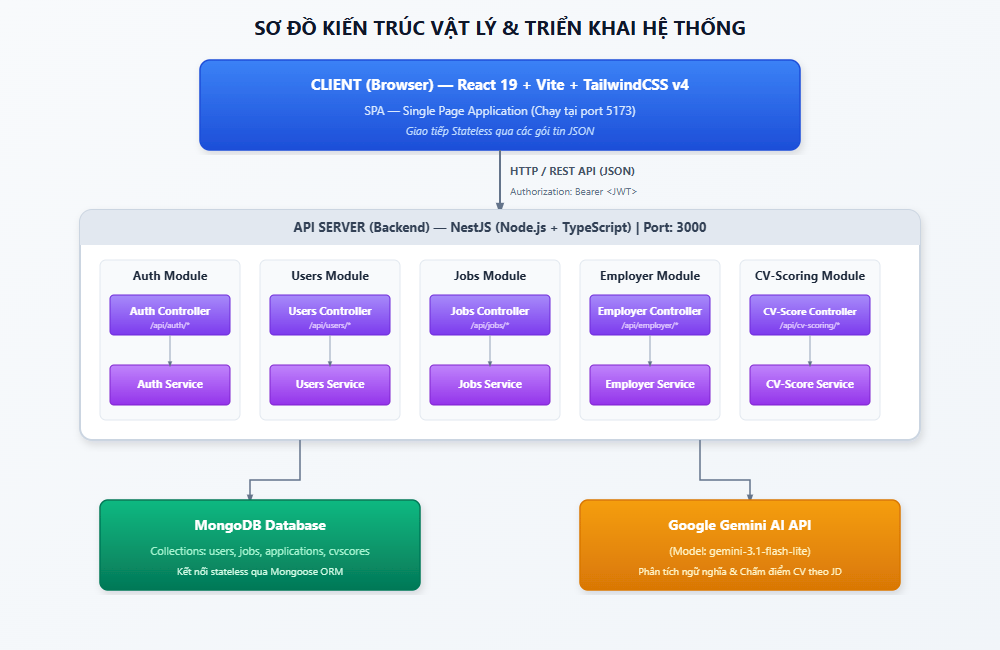 SƠ ĐỒ KIẾN TRÚC VẬT LÝ & TRIỂN KHAI HỆ THỐNG
CLIENT (Browser) — React 19 + Vite + TailwindCSS v4
SPA — Single Page Application (Chạy tại port 5173)
Giao tiếp Stateless qua các gói tin JSON
HTTP / REST API (JSON)
Authorization: Bearer <JWT>
API SERVER (Backend) — NestJS (Node.js + TypeScript) | Port: 3000
Auth Module
Auth Controller
/api/auth/*
Auth Service
Users Module
Users Controller
/api/users/*
Users Service
Jobs Module
Jobs Controller
/api/jobs/*
Jobs Service
Employer Module
Employer Controller
/api/employer/*
Employer Service
CV-Scoring Module
CV-Score Controller
/api/cv-scoring/*
CV-Score Service
MongoDB Database
Collections: users, jobs, applications, cvscores
Kết nối stateless qua Mongoose ORM
Google Gemini AI API
(Model: gemini-3.1-flash-lite)
Phân tích ngữ nghĩa & Chấm điểm CV theo JD